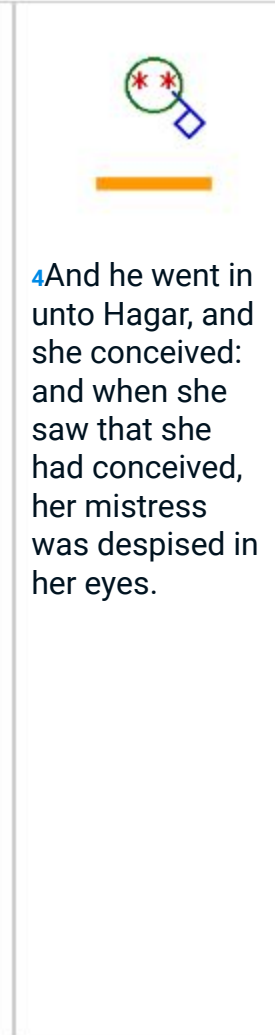 4And he went in
unto Hagar, and
she conceived:
and when she
saw that she
had conceived,
her mistress
was despised in
her eyes.